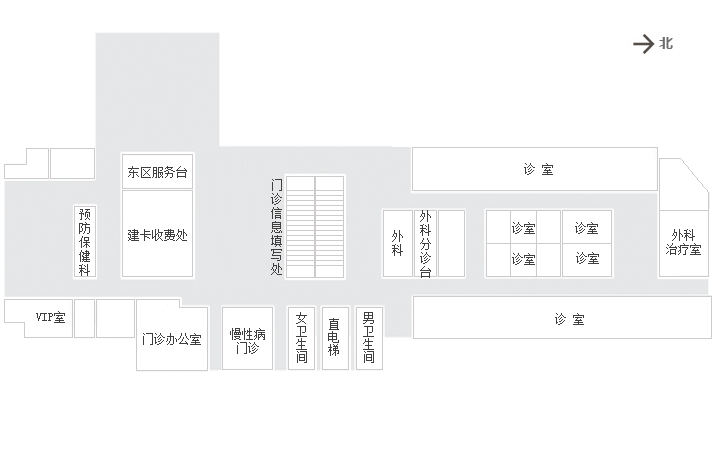 北
东区服务台
诊 室
门诊信息填写处
预防保健科
建卡收费处
外科
外科分诊台
诊室
诊室
诊室
诊室
外科
治疗室
VIP室
门诊办公室
慢性病
门诊
女卫生间
直电梯
男卫生间
诊 室